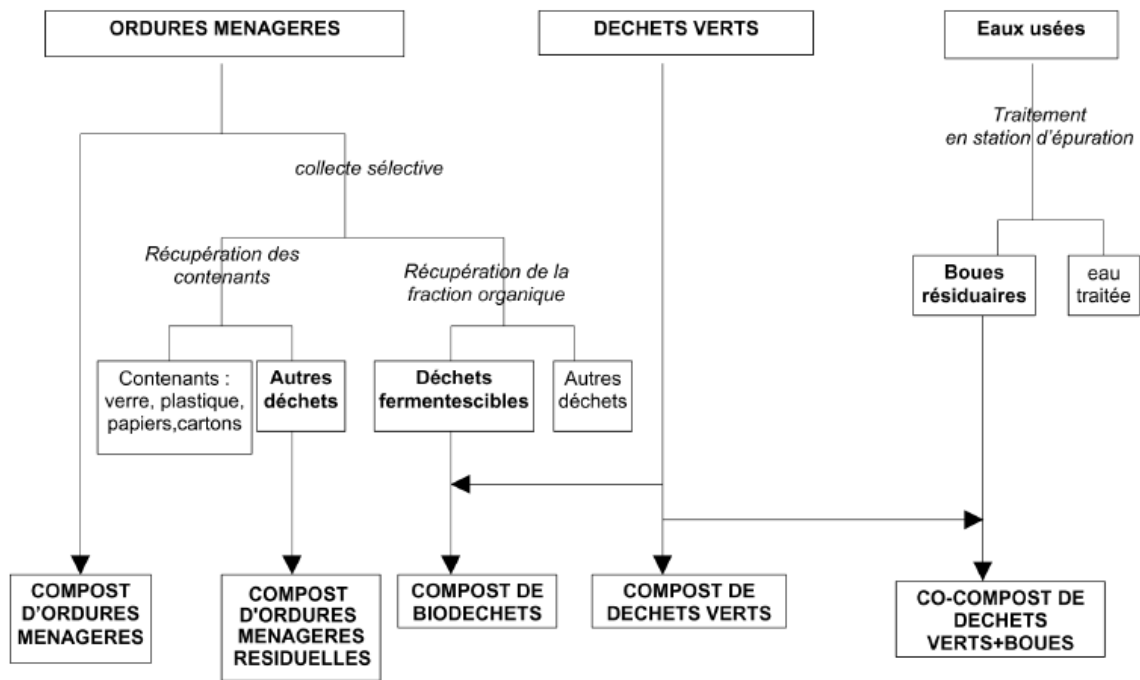 ORDURES MENAGERES
DECHETS VERTS
Eaux usées
Traitement
en station d'épuration
collecte sélective
Récupération des
contenants
Récupération de la
fraction organique
Boues
résiduaires
eau
traitée
Contenants :
verre, plastique,
papiers,cartons
Autres
déchets
Déchets
fermentescibles
Autres
déchets
COMPOST
D'ORDURES
MENAGERES
COMPOST
D'ORDURES
MENAGERES
RESIDUELLES
COMPOST DE
BIODECHETS
COMPOST DE
DECHETS VERTS
CO-COMPOST DE
DECHETS
VERTS+BOUES